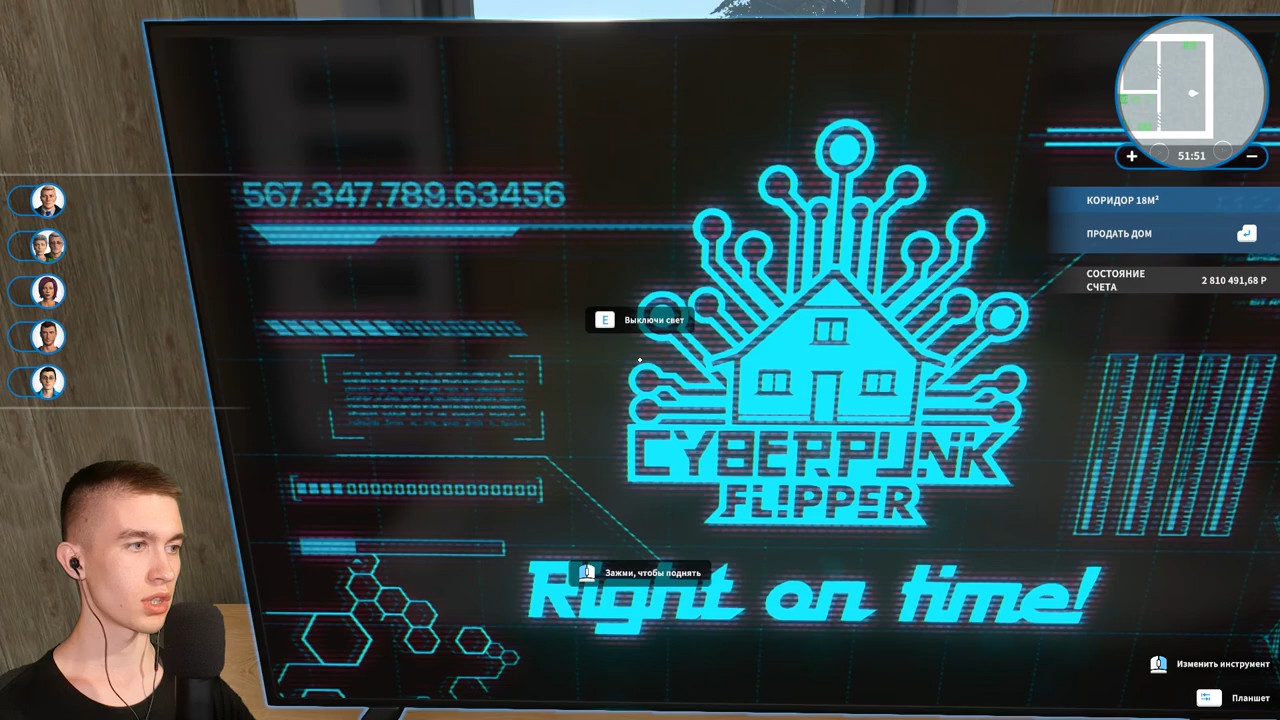 51:51
КОРИДОР 18М²
ПРОДАТЬ ДОМ
СОСТОЯНИЕ
СЧЕТА
2 810 491,68 Р
567.347.789.63456
E Выключи свет
CYBERPUNK
FLIPPER
Зажми, чтобы поднять
Right on time!
Изменить инструмент
Планшет